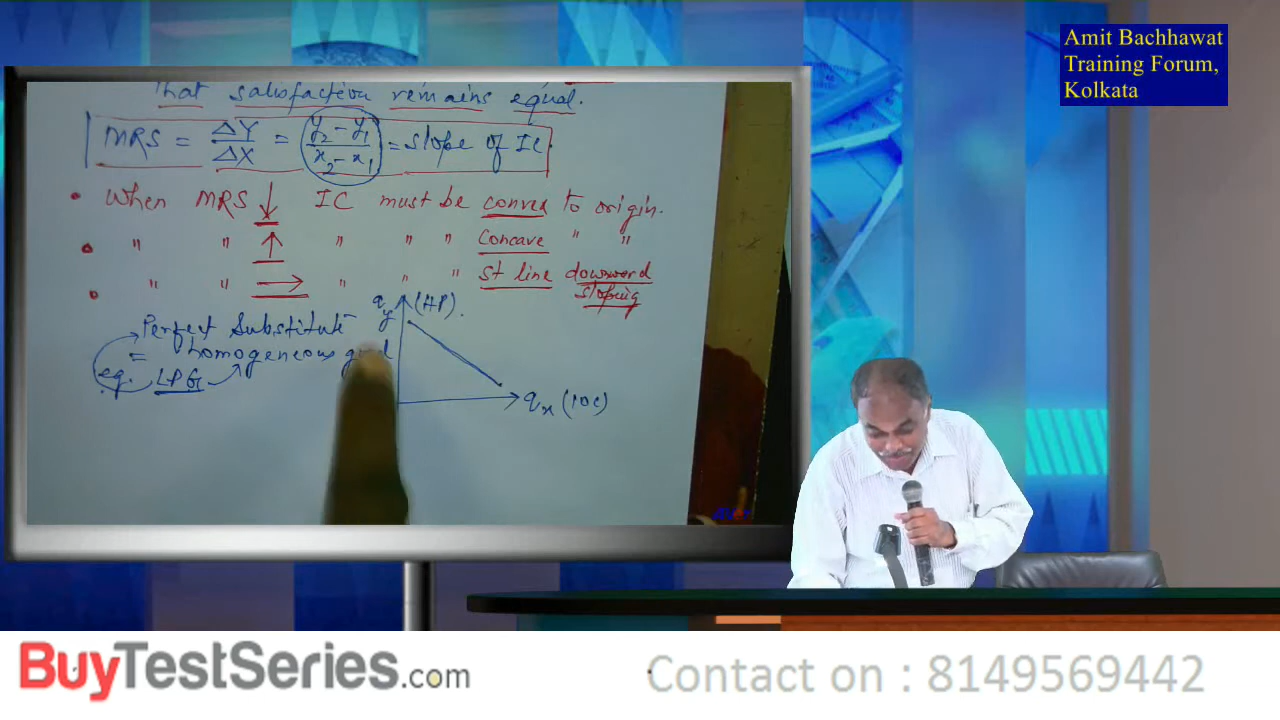 Amit Bachhawat
Training Forum,
Kolkata
That satisfaction remains equal.
MRS = ΔY/ΔX = y₂-y₁/x₂-x₁ = slope of IC.
• When MRS ↓ IC must be convex to origin.
• " " ↑ " " " Concave " "
• " " → " " " St line downward
sloping
qy (HP).
Perfect Substitute
= homogeneous good
eg. LPG
qx (IOC)
BuyTestSeries.com
Contact on : 8149569442